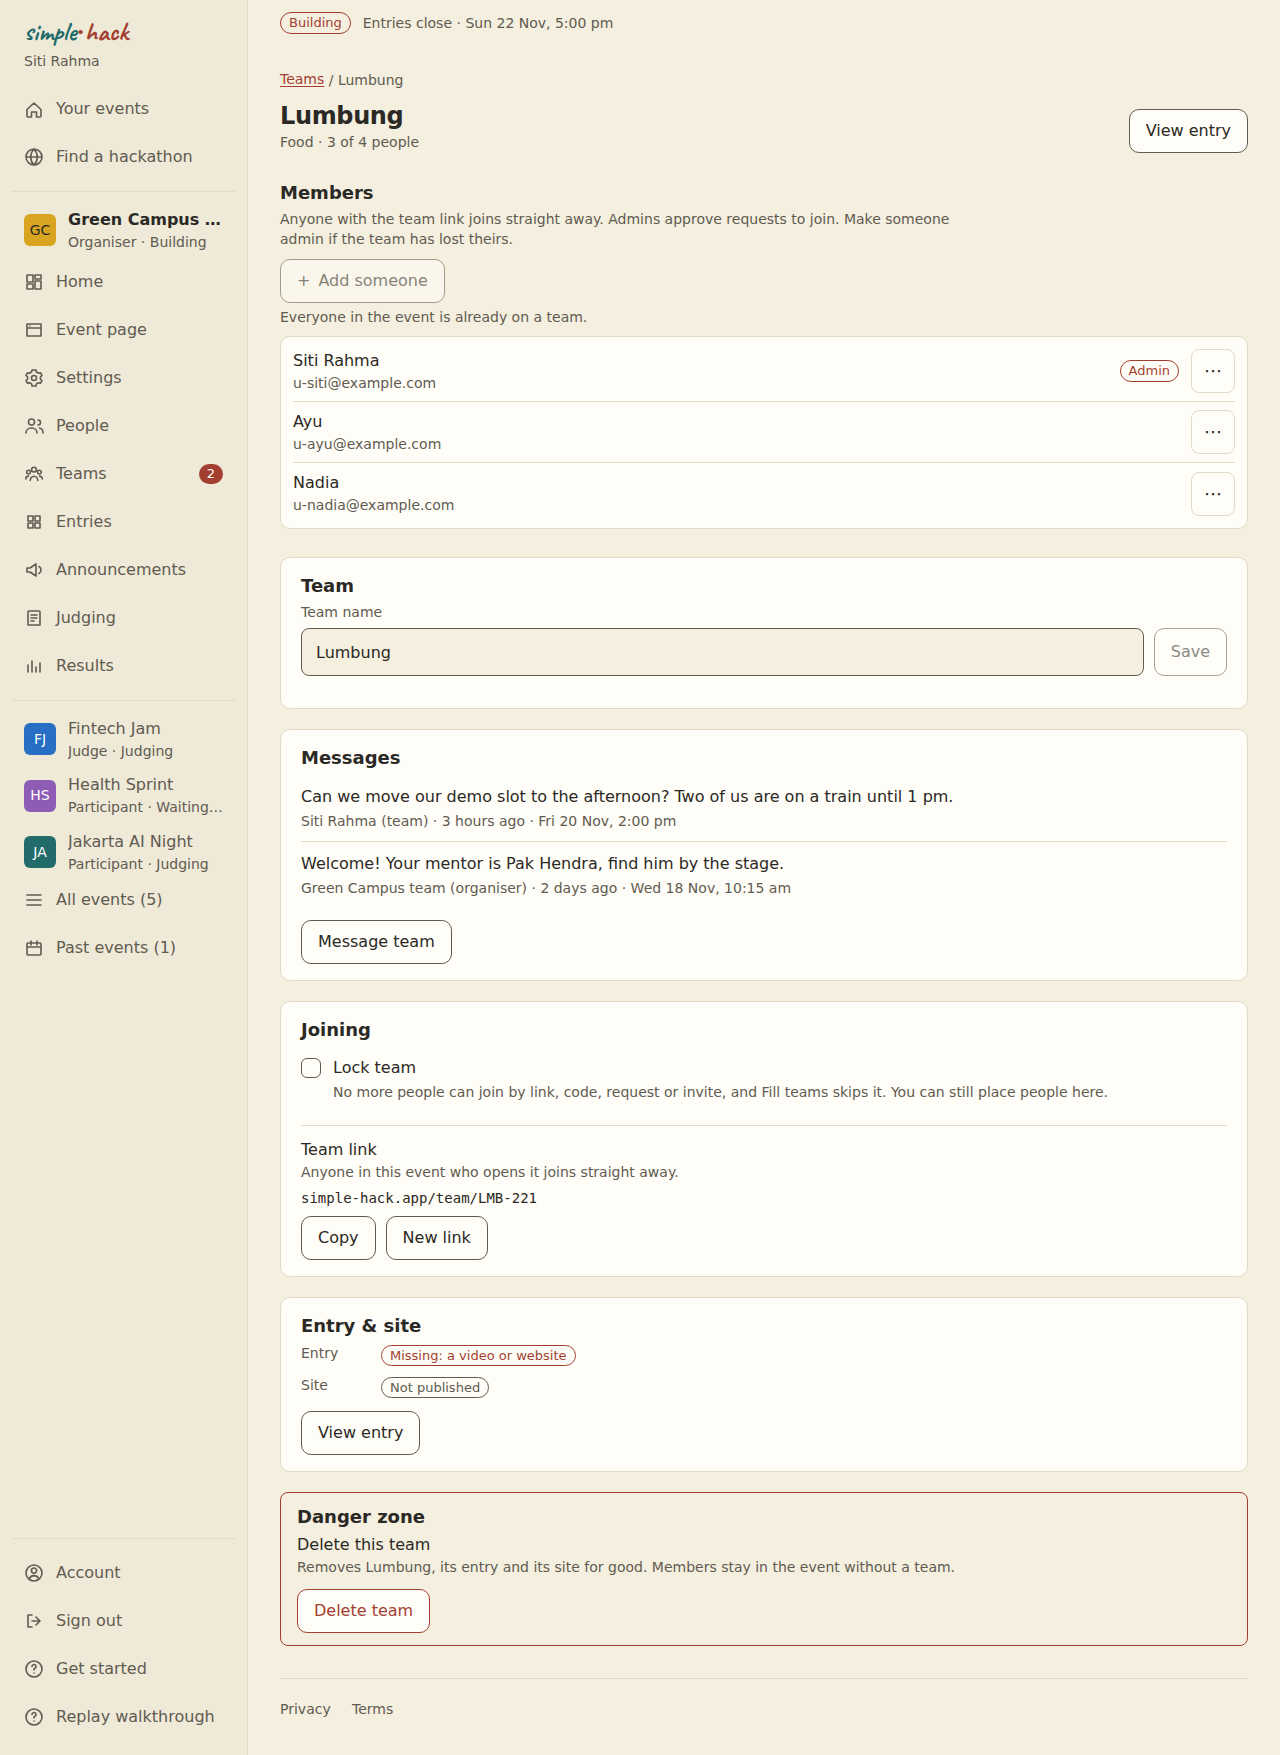 simple·hack
Siti Rahma
Your events
Find a hackathon
GC
Green Campus ...
Organiser · Building
Home
Event page
Settings
People
Teams
2
Entries
Announcements
Judging
Results
FJ
Fintech Jam
Judge · Judging
HS
Health Sprint
Participant · Waiting...
JA
Jakarta AI Night
Participant · Judging
All events (5)
Past events (1)
Account
Sign out
Get started
Replay walkthrough
Building
Entries close · Sun 22 Nov, 5:00 pm
Teams / Lumbung
Lumbung
Food · 3 of 4 people
View entry
Members
Anyone with the team link joins straight away. Admins approve requests to join. Make someone
admin if the team has lost theirs.
+ Add someone
Everyone in the event is already on a team.
Siti Rahma
u-siti@example.com
Admin
···
Ayu
u-ayu@example.com
···
Nadia
u-nadia@example.com
···
Team
Team name
Lumbung
Save
Messages
Can we move our demo slot to the afternoon? Two of us are on a train until 1 pm.
Siti Rahma (team) · 3 hours ago · Fri 20 Nov, 2:00 pm
Welcome! Your mentor is Pak Hendra, find him by the stage.
Green Campus team (organiser) · 2 days ago · Wed 18 Nov, 10:15 am
Message team
Joining
Lock team
No more people can join by link, code, request or invite, and Fill teams skips it. You can still place people here.
Team link
Anyone in this event who opens it joins straight away.
simple-hack.app/team/LMB-221
Copy
New link
Entry & site
Entry
Missing: a video or website
Site
Not published
View entry
Danger zone
Delete this team
Removes Lumbung, its entry and its site for good. Members stay in the event without a team.
Delete team
Privacy
Terms